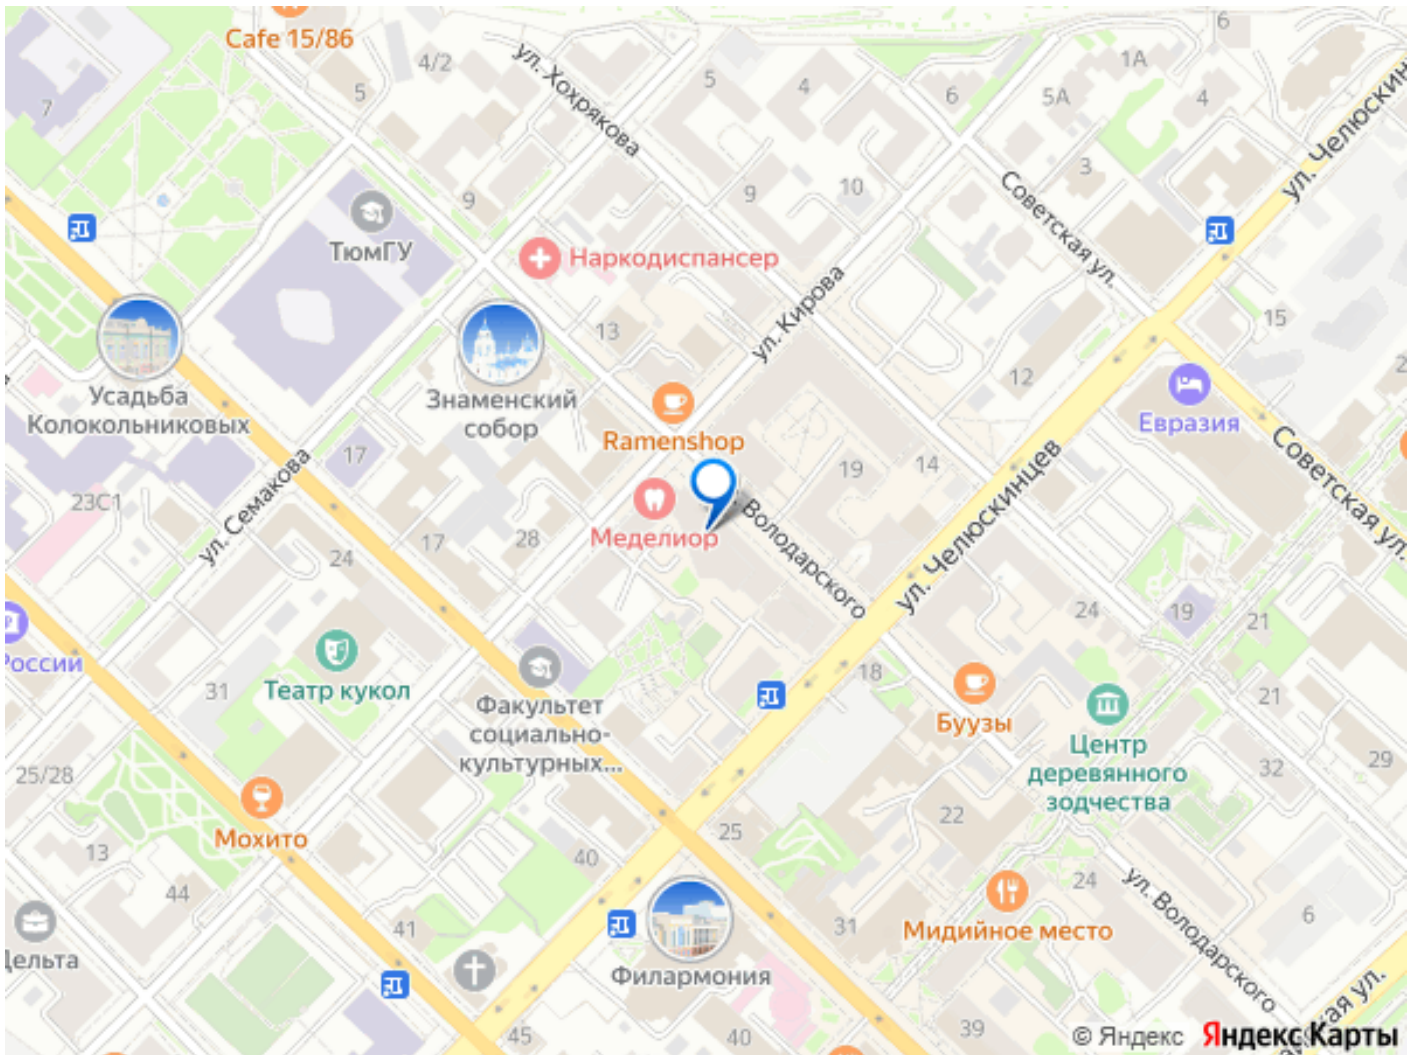 Cafe 15/86
4/2
5
7
ул. Хохрякова
5
4
6
6
1А
5А
4
3
ул. Челюскин
9
9
10
Советская ул.
ТюмГУ
Наркодиспансер
13
ул. Кирова
15
12
Усадьба
Колокольниковых
Знаменский
собор
Ramenshop
Евразия
2
Советская ул.
17
ул. Семакова
23С1
19
14
ул. Челюскинцев
Меделиор
Володарского
28
17
24
24
19
21
России
31
Театр кукол
Факультет
социально-
культурных...
18
Буузы
21
Центр
деревянного
зодчества
29
32
25/28
Мохито
22
25
13
40
44
24
ул. Володарского
6
41
31
Мидийное место
Дельта
Филармония
45
40
39
ская ул.
© Яндекс Яндекс Карты